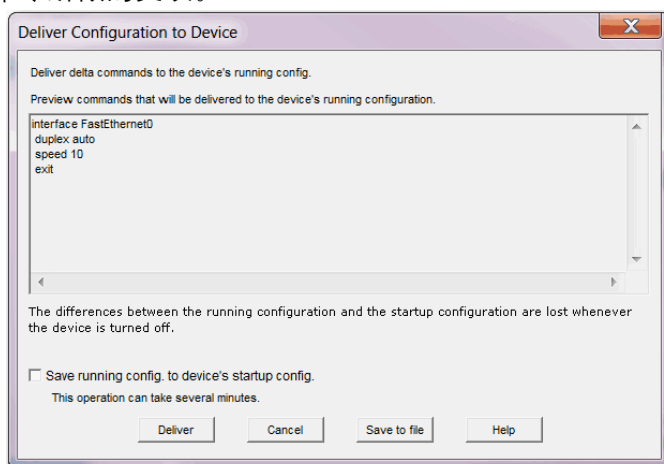 Deliver Configuration to Device
Deliver delta commands to the device's running config.
Preview commands that will be delivered to the device's running configuration.
interface FastEthernet0
duplex auto
speed 10
exit
The differences between the running configuration and the startup configuration are lost whenever
the device is turned off.
Save running config. to device's startup config.
This operation can take several minutes.
Deliver Cancel Save to file Help